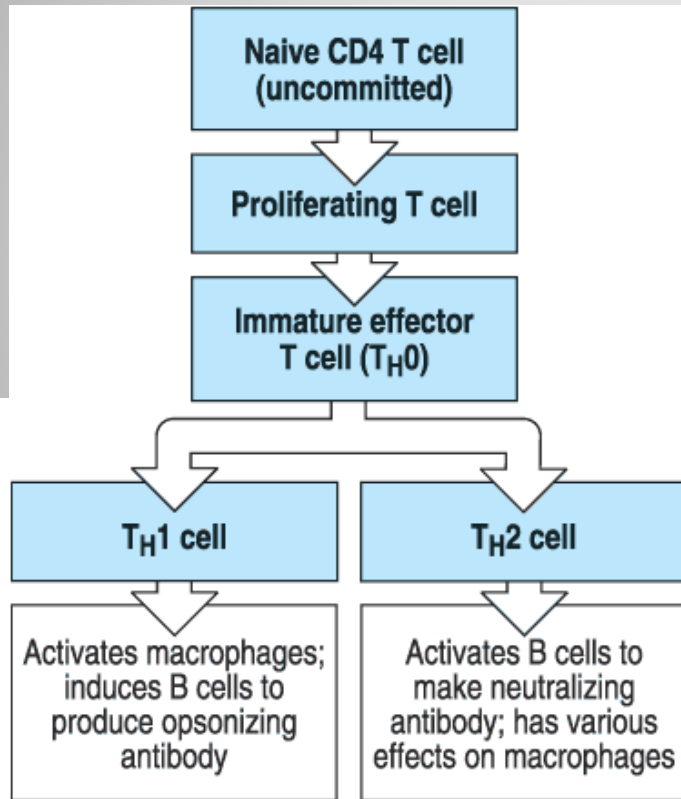 Naive CD4 T cell
(uncommitted)
Proliferating T cell
Immature effector
T cell (TH0)
TH1 cell
TH2 cell
Activates macrophages;
induces B cells to
produce opsonizing
antibody
Activates B cells to
make neutralizing
antibody; has various
effects on macrophages